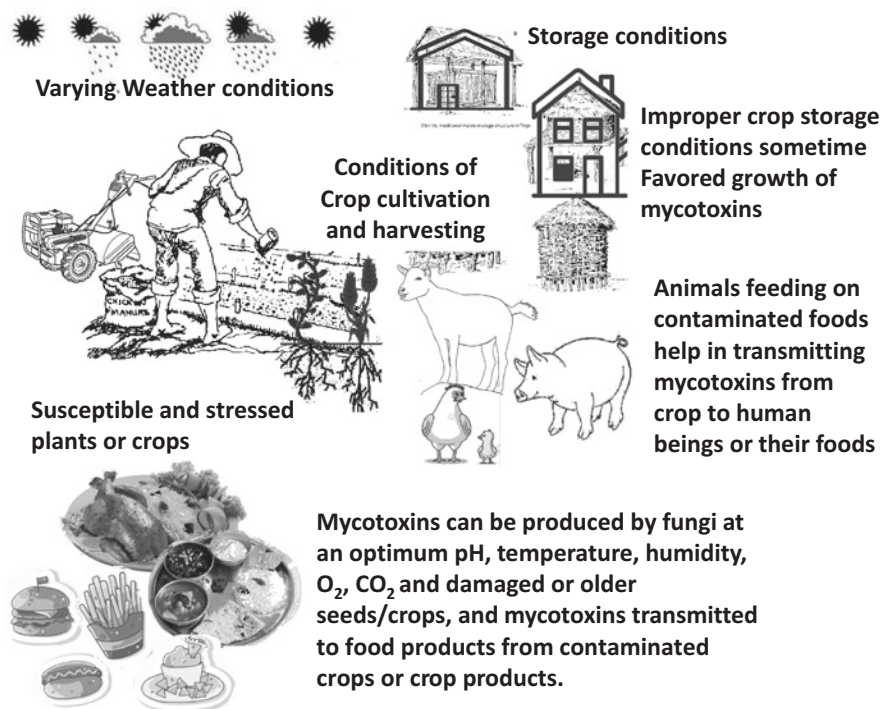 Storage conditions
Varying Weather conditions
Improper crop storage
conditions sometime
Favored growth of
mycotoxins
Conditions of
Crop cultivation
and harvesting
MANURE
Animals feeding on
contaminated foods
help in transmitting
mycotoxins from
crop to human
beings or their foods
Susceptible and stressed
plants or crops
Mycotoxins can be produced by fungi at
an optimum pH, temperature, humidity,
O₂, CO₂ and damaged or older
seeds/crops, and mycotoxins transmitted
to food products from contaminated
crops or crop products.